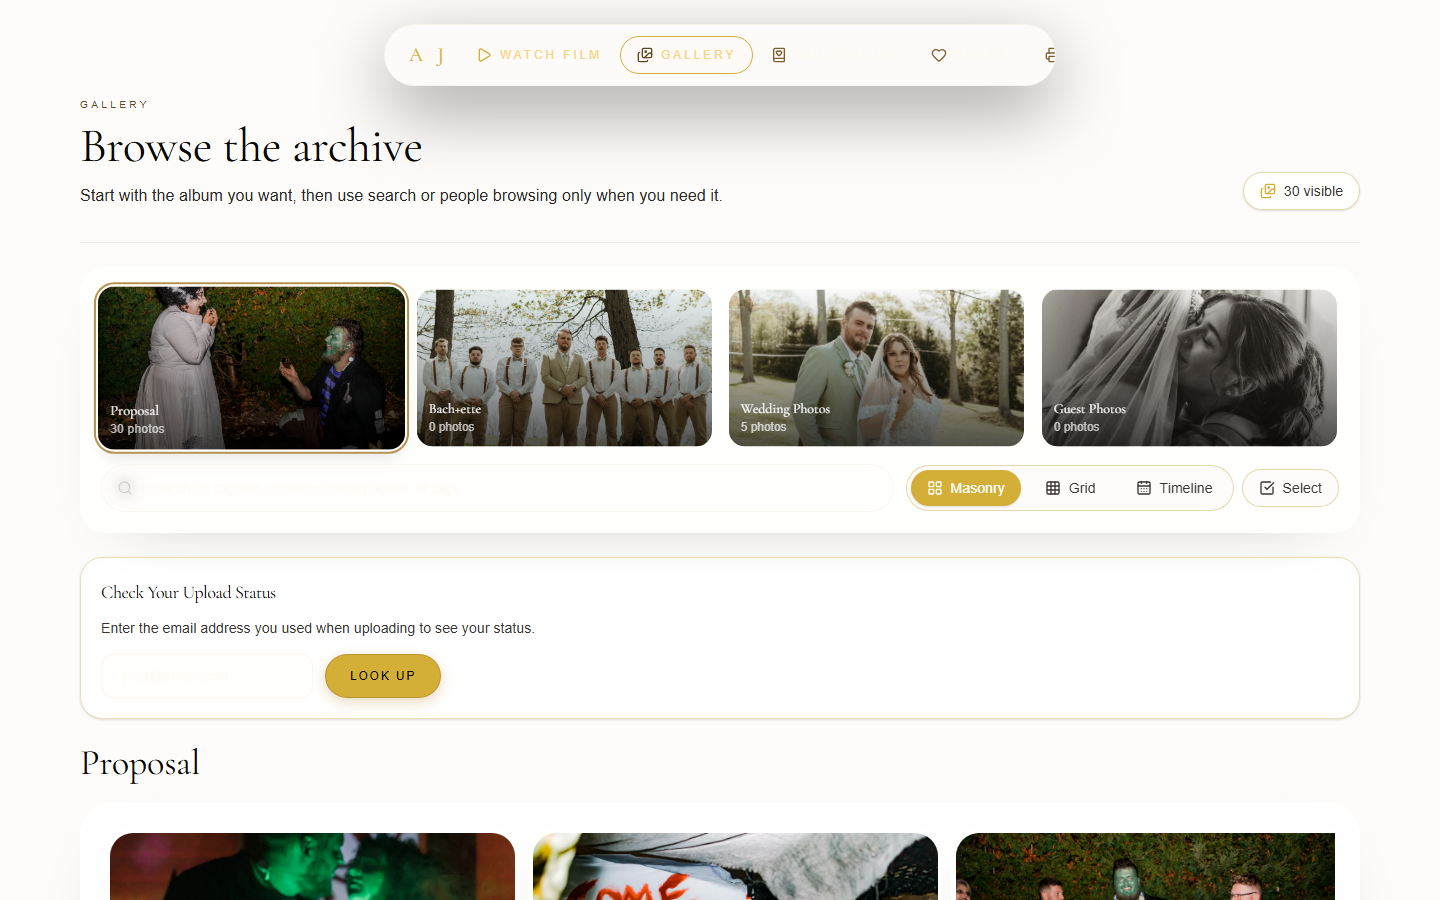 A J
WATCH FILM
GALLERY
GALLERY
Browse the archive
Start with the album you want, then use search or people browsing only when you need it.
30 visible
Proposal
30 photos
Bach+ette
0 photos
Wedding Photos
5 photos
Guest Photos
0 photos
Masonry
Grid
Timeline
Select
Check Your Upload Status
Enter the email address you used when uploading to see your status.
LOOK UP
Proposal